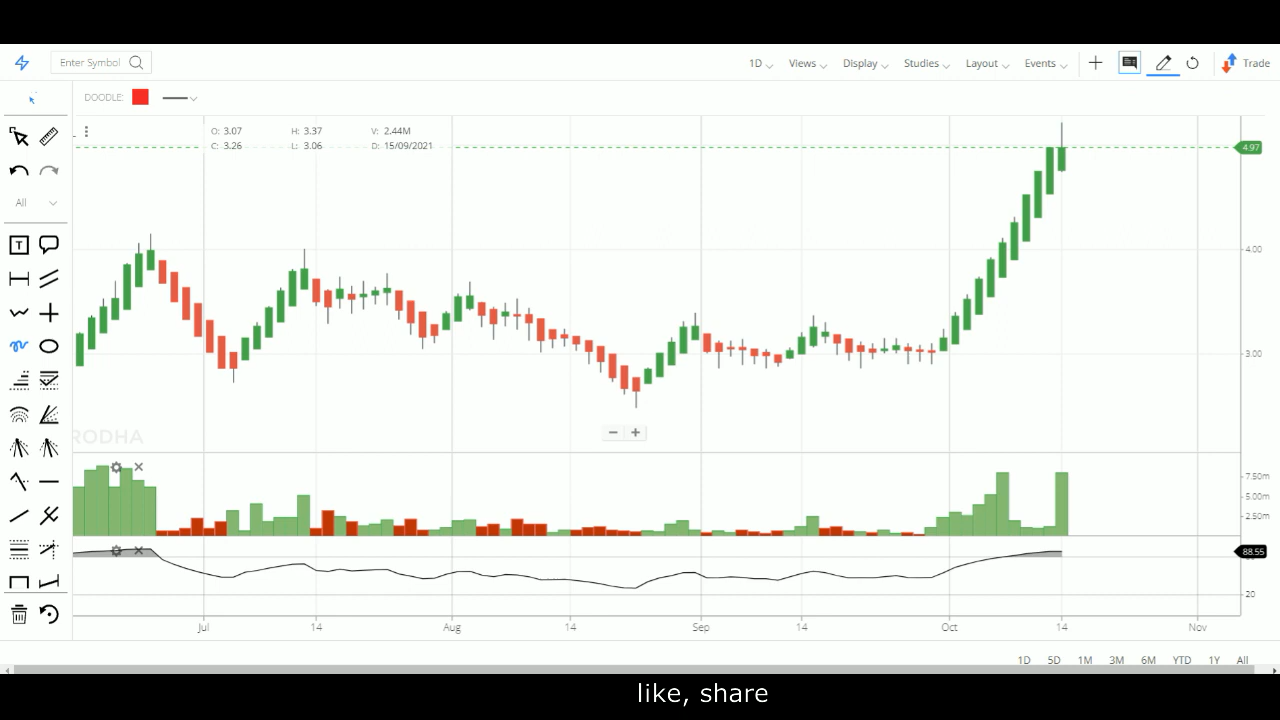 Enter Symbol 1D Views Display Studies Layout Events Trade
DOODLE:
O: 3.07 H: 3.37 V: 2.44M
C: 3.26 L: 3.06 D: 15/09/2021
4.97
All
T
4.00
3.00
RODHA
7.50m
5.00m
2.50m
88.55
20
Jul 14 Aug 14 Sep 14 Oct 14 Nov
1D 5D 1M 3M 6M YTD 1Y All
like, share